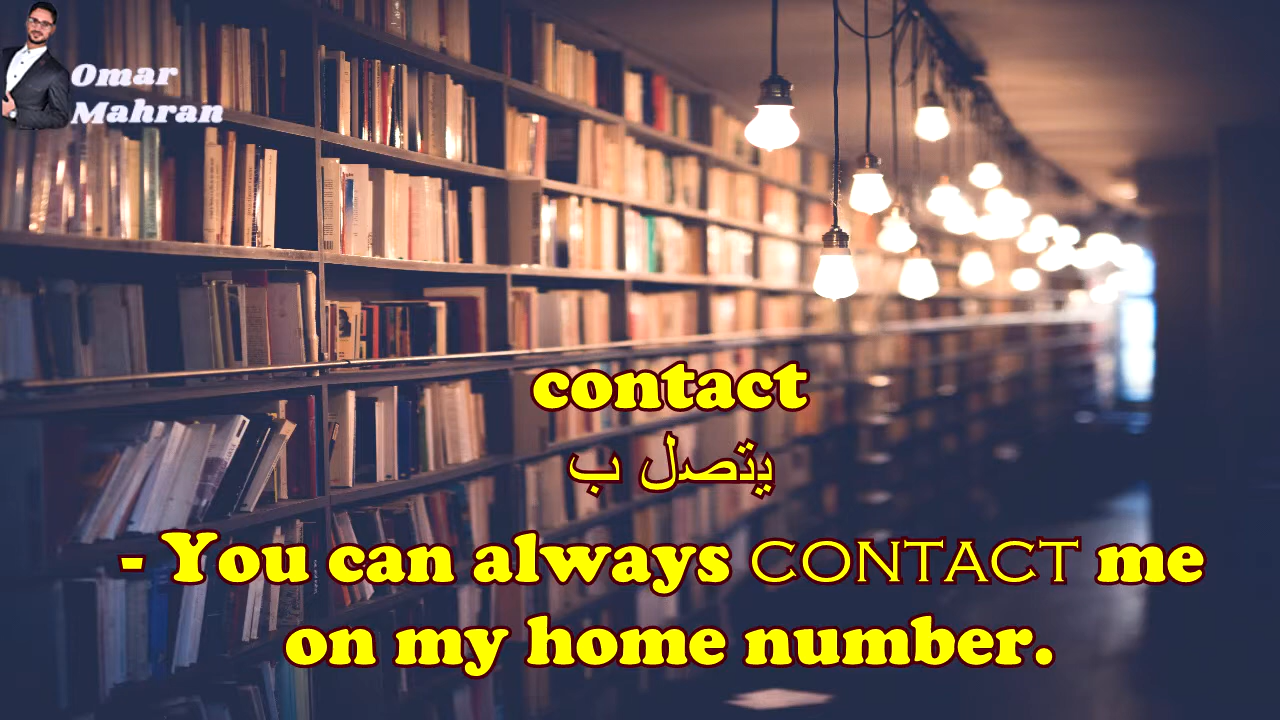 Omar
Mahran
contact
يتصل ب
- You can always CONTACT me
on my home number.